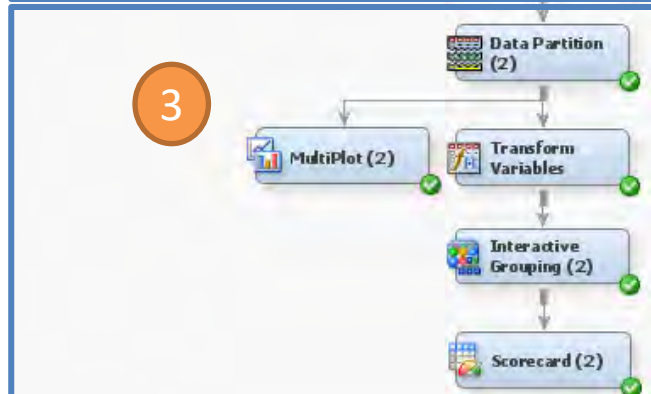 Data Partition
(2)
3
MultiPlot (2)
Transform
Variables
Interactive
Grouping (2)
Scorecard (2)